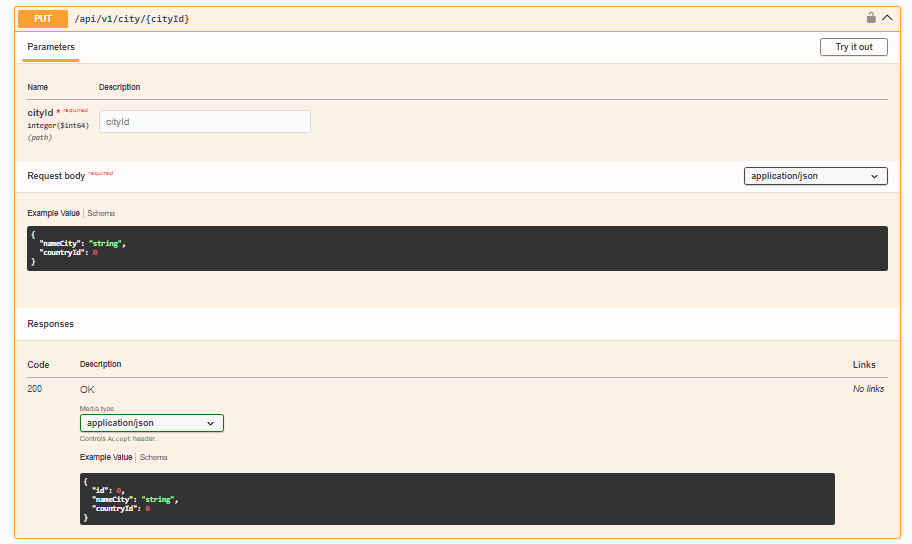 PUT /api/v1/city/{cityId}
Parameters
Try it out
Name Description
cityId * required
integer($int64)
(path)
cityId
Request body required
application/json
Example Value | Schema
{
"nameCity": "string",
"countryId": 0
}
Responses
Code Description Links
200 OK No links
Media type
application/json
Controls Accept header.
Example Value | Schema
{
"id": 0,
"nameCity": "string",
"countryId": 0
}